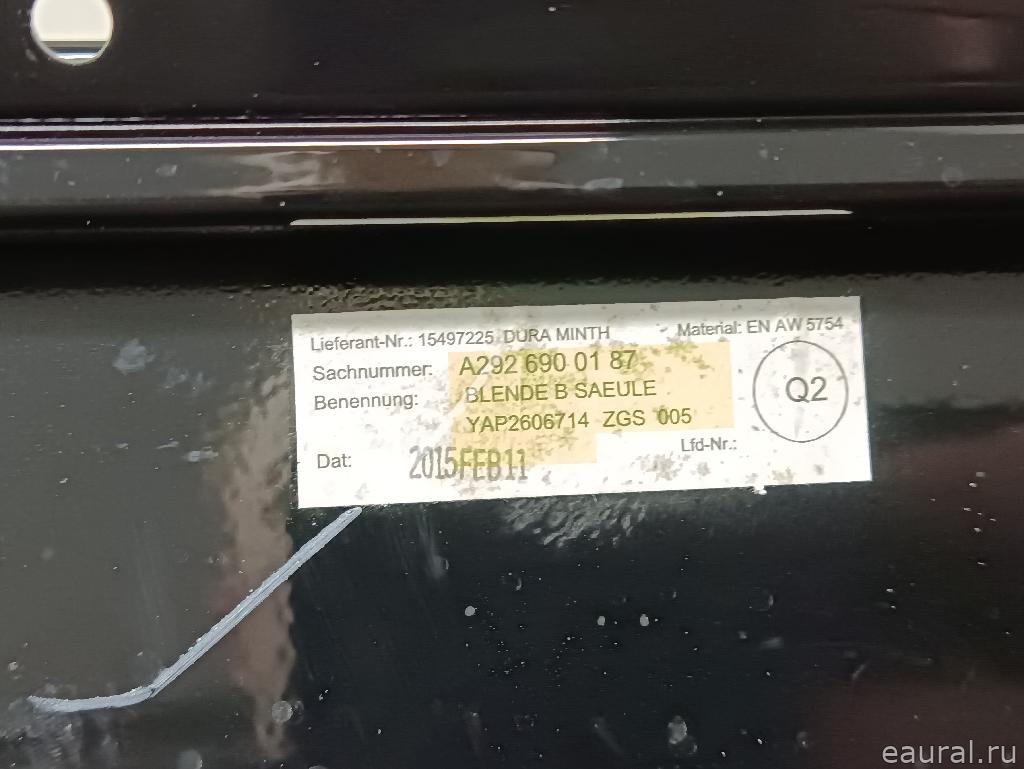 Lieferant-Nr.: 15497225 DURA MINTH Material: EN AW 5754
Sachnummer: A292 690 01 87
Benennung: BLENDE B SAEULE
YAP2606714 ZGS 005
Q2
Dat: 2015FEB11 Lfd-Nr.:
eaural.ru